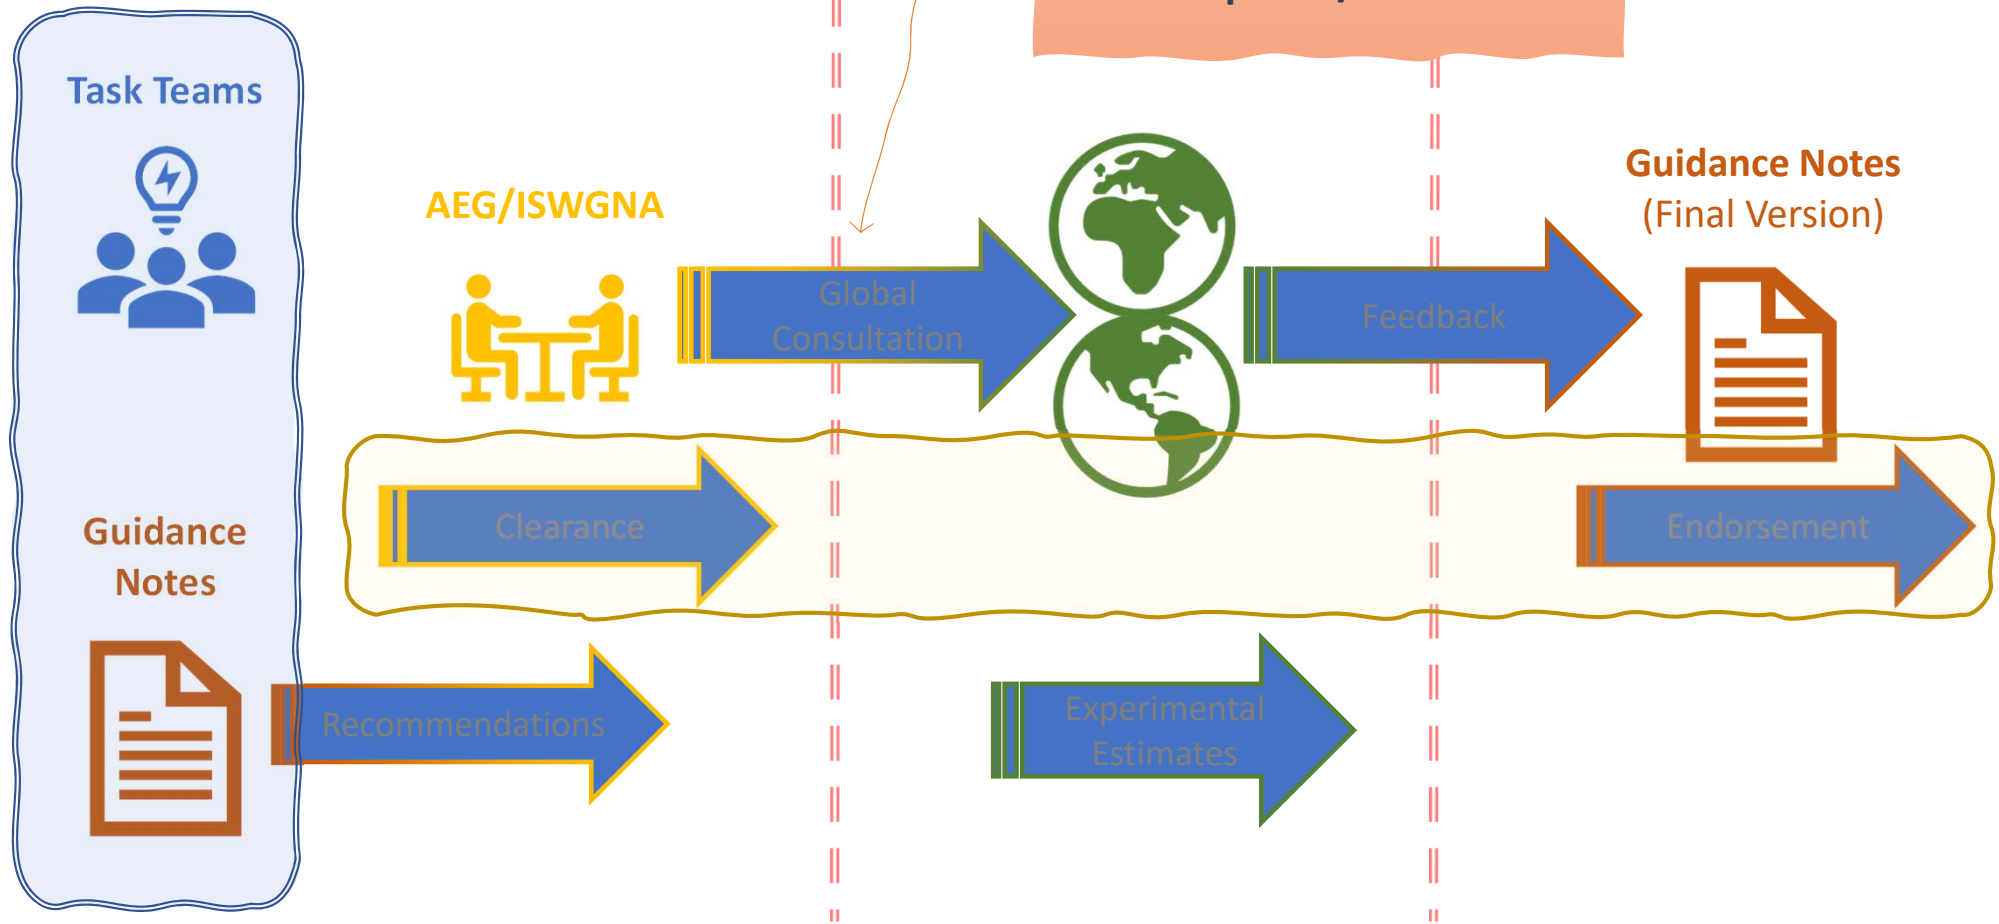 Task Teams
AEG/ISWGNA
Guidance Notes
(Final Version)
Global
Consultation
Feedback
Clearance
Endorsement
Guidance
Notes
Recommendations
Experimental
Estimates